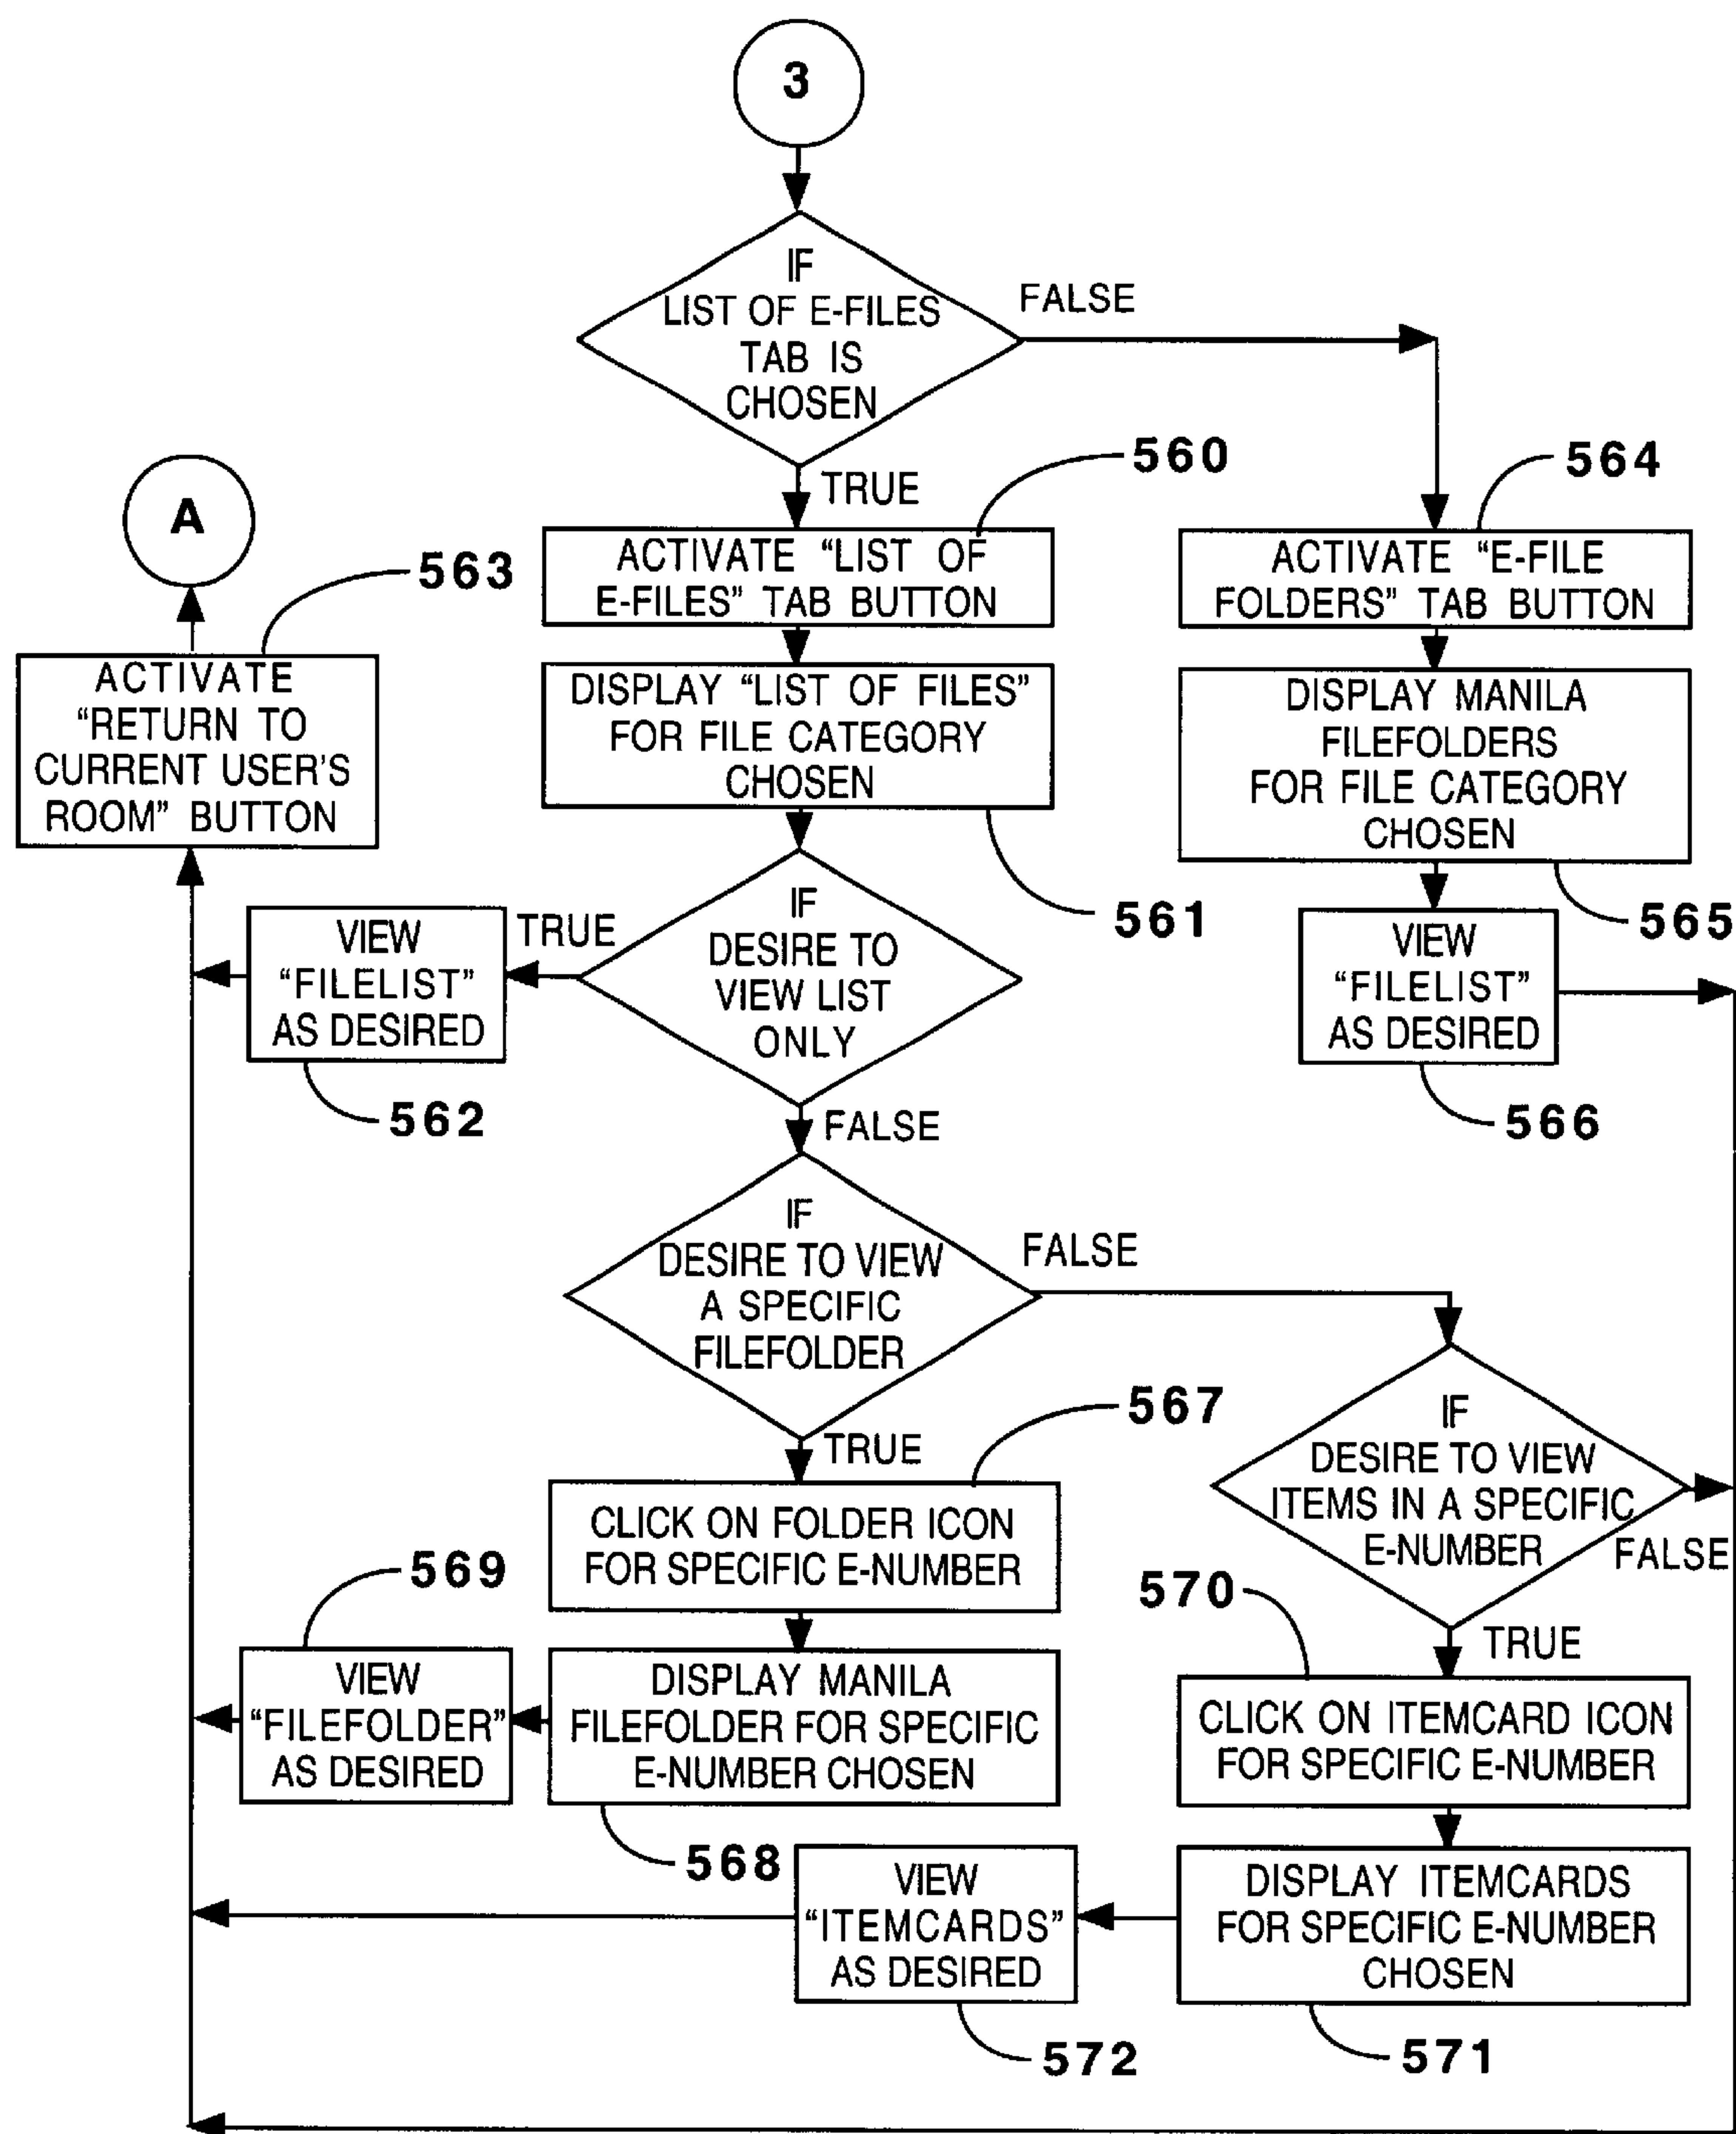 3
IF
LIST OF E-FILES
TAB IS
CHOSEN
FALSE
TRUE
560
564
A
563
ACTIVATE "LIST OF
E-FILES" TAB BUTTON
ACTIVATE "E-FILE
FOLDERS" TAB BUTTON
ACTIVATE
"RETURN TO
CURRENT USER'S
ROOM" BUTTON
DISPLAY "LIST OF FILES"
FOR FILE CATEGORY
CHOSEN
DISPLAY MANILA
FILEFOLDERS
FOR FILE CATEGORY
CHOSEN
561
565
IF
DESIRE TO
VIEW LIST
ONLY
TRUE
VIEW
"FILELIST"
AS DESIRED
562
VIEW
"FILELIST"
AS DESIRED
566
FALSE
IF
DESIRE TO VIEW
A SPECIFIC
FILEFOLDER
FALSE
TRUE
567
IF
DESIRE TO VIEW
ITEMS IN A SPECIFIC
E-NUMBER
FALSE
TRUE
CLICK ON FOLDER ICON
FOR SPECIFIC E-NUMBER
569
570
VIEW
"FILEFOLDER"
AS DESIRED
DISPLAY MANILA
FILEFOLDER FOR SPECIFIC
E-NUMBER CHOSEN
568
CLICK ON ITEMCARD ICON
FOR SPECIFIC E-NUMBER
VIEW
"ITEMCARDS"
AS DESIRED
572
DISPLAY ITEMCARDS
FOR SPECIFIC E-NUMBER
CHOSEN
571